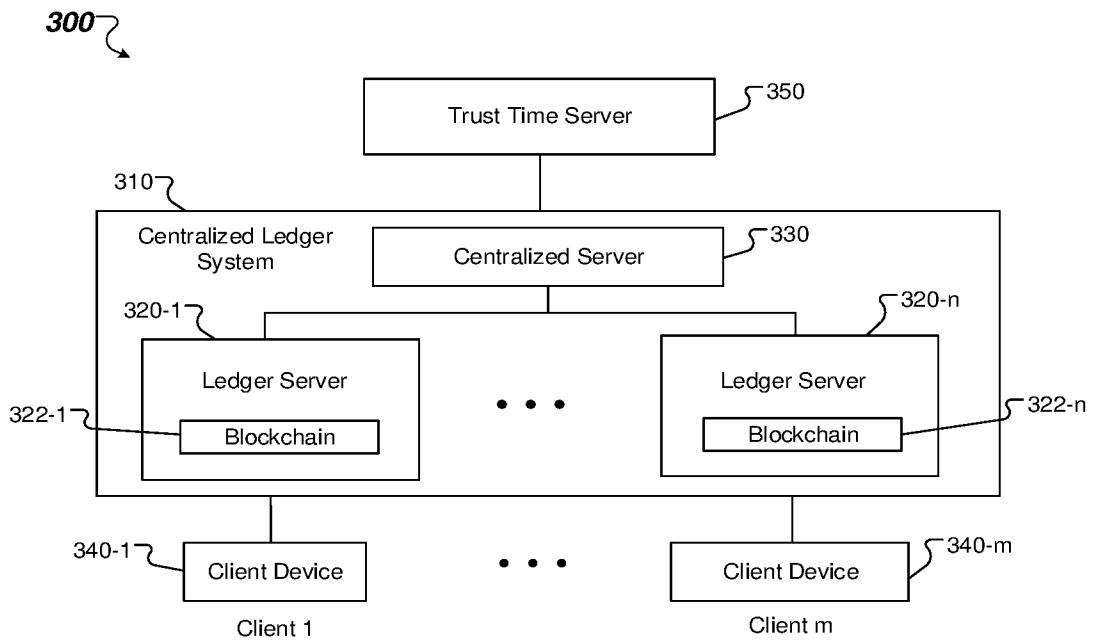 300
Trust Time Server
350
310
Centralized Ledger
System
Centralized Server
330
320-1
320-n
Ledger Server
Ledger Server
322-1
Blockchain
Blockchain
322-n
340-1
Client Device
Client Device
340-m
Client 1
Client m